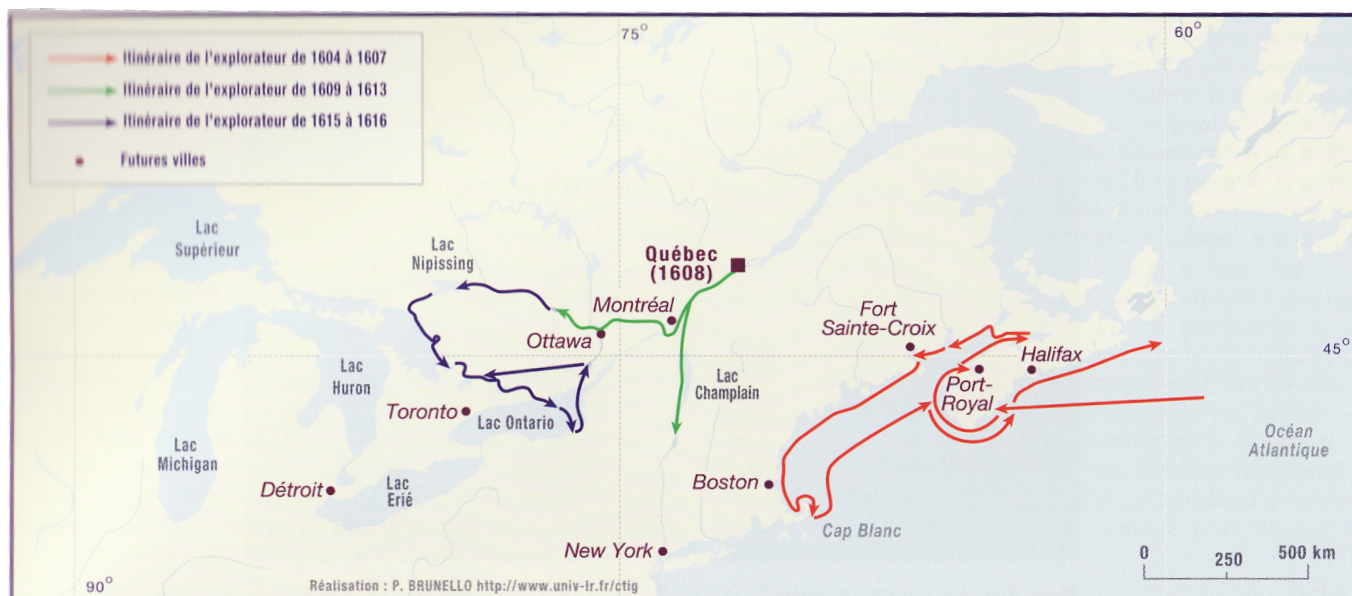 75°
60°
Itinéraire de l'explorateur de 1604 à 1607
Itinéraire de l'explorateur de 1609 à 1613
Itinéraire de l'explorateur de 1615 à 1616
Futures villes
Lac
Supérieur
Lac
Nipissing
Québec
(1608)
Montréal
Ottawa
Fort
Sainte-Croix
Halifax
45°
Port-
Royal
Lac
Huron
Lac
Champlain
Toronto
Lac Ontario
Lac
Michigan
Océan
Atlantique
Détroit
Lac
Erié
Boston
Cap Blanc
New York
0
250
500 km
90°
Réalisation : P. BRUNELLO http://www.univ-lr.fr/ctig